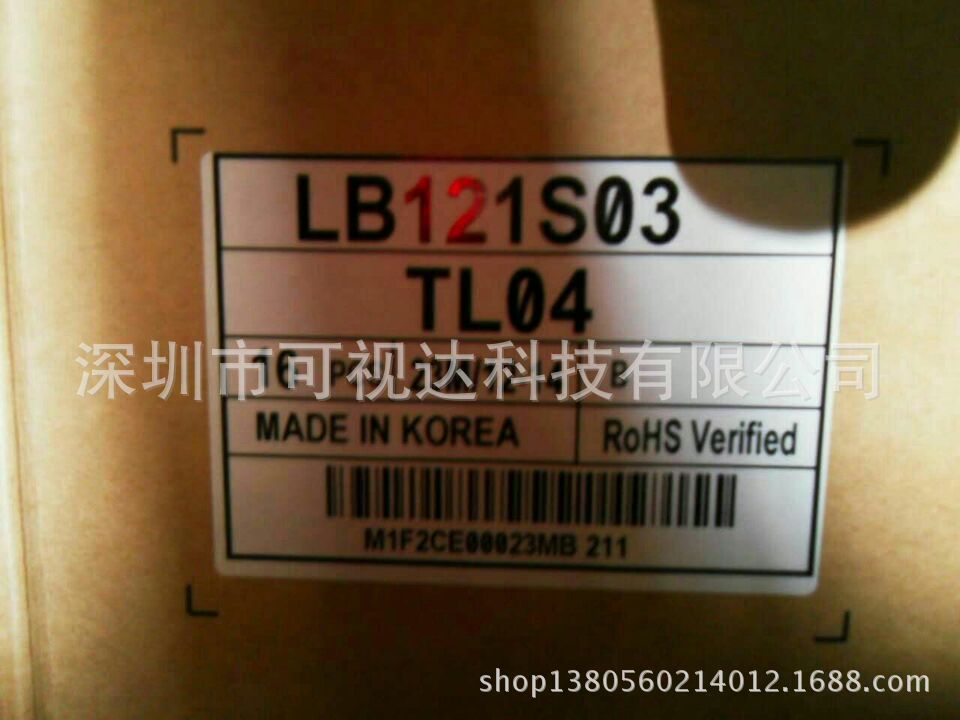 LB121S03
TL04
16
B
深圳市可视达科技有限公司
MADE IN KOREA
RoHS Verified
M1F2CE00023MB 211
shop1380560214012.1688.com